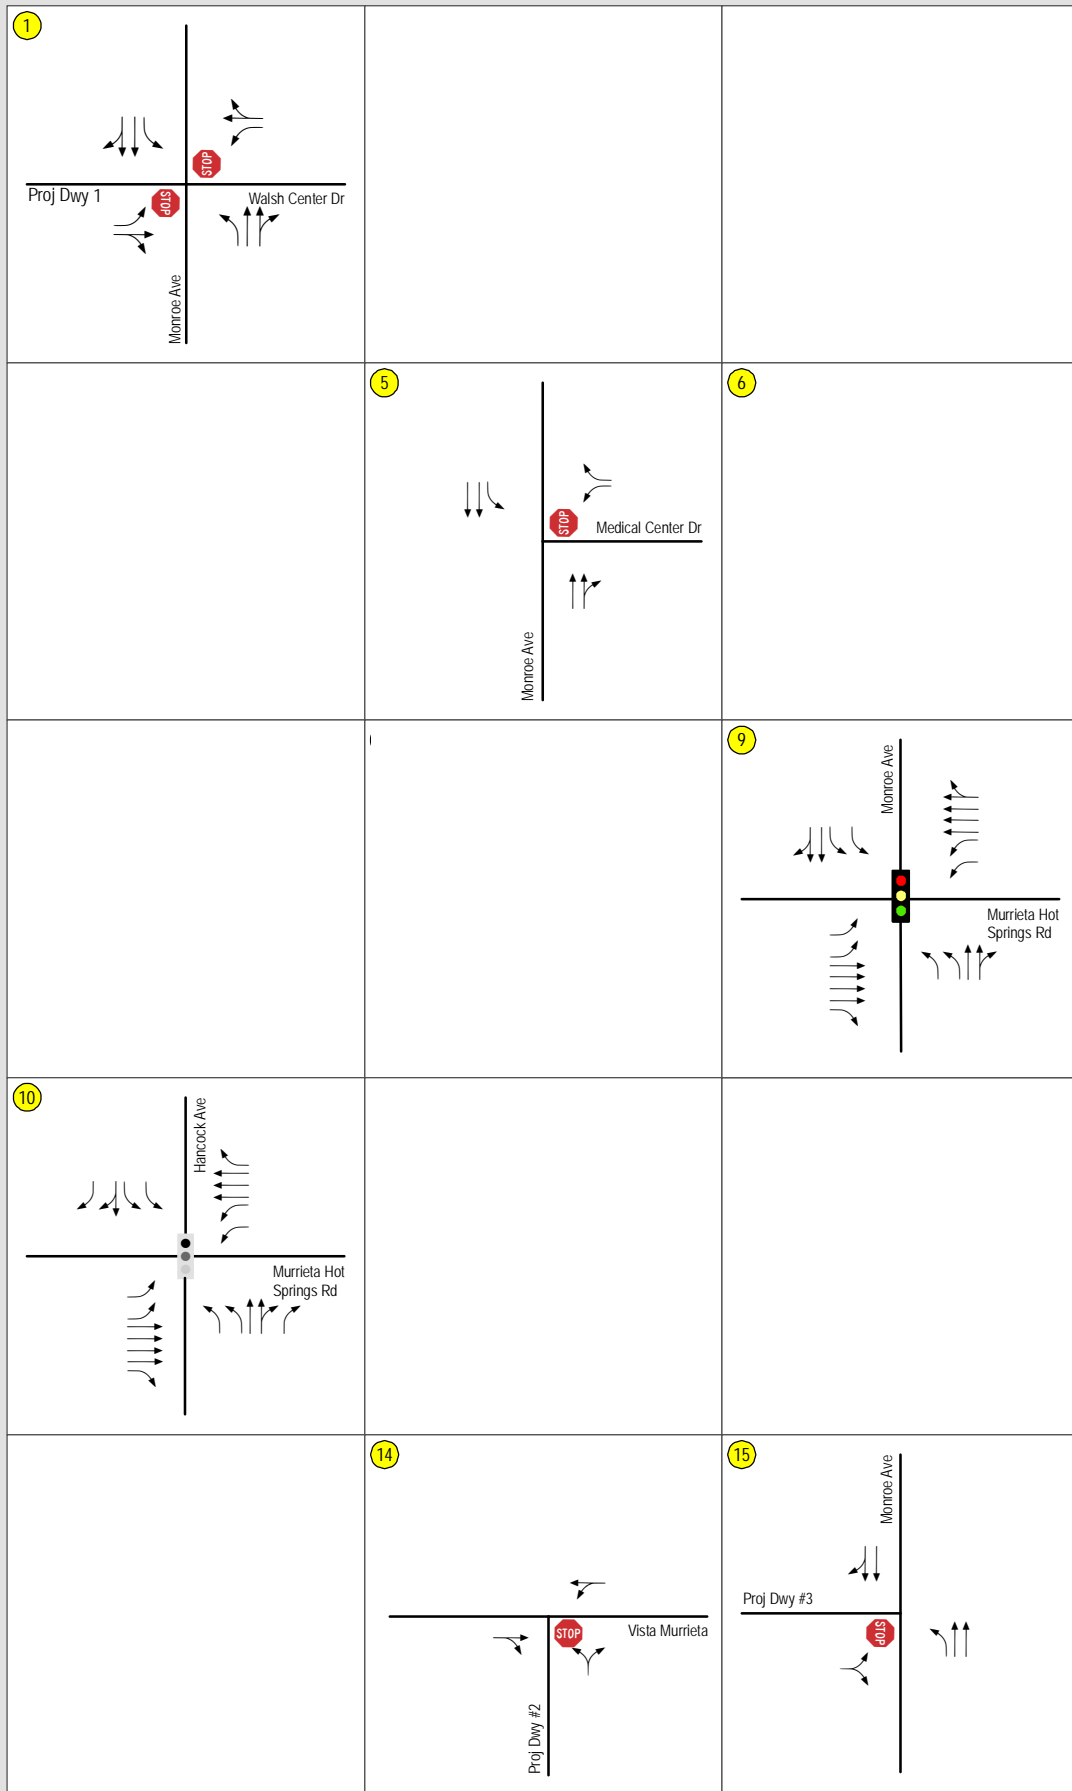 1
STOP
Proj Dwy 1
STOP
Walsh Center Dr
Monroe Ave
5
6
STOP
Medical Center Dr
Monroe Ave
9
Monroe Ave
Murrieta Hot
Springs Rd
10
Hancock Ave
Murrieta Hot
Springs Rd
14
STOP
Vista Murrieta
Proj Dwy #2
15
Monroe Ave
Proj Dwy #3
STOP